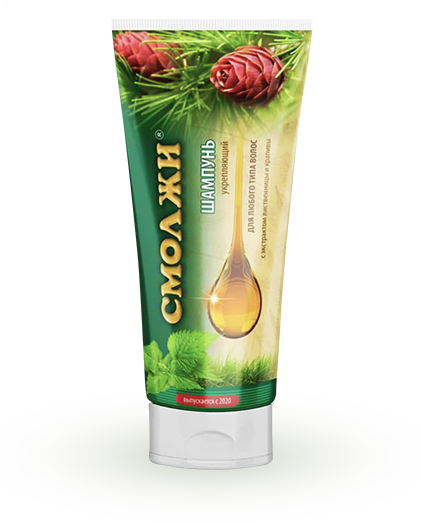 СМОЛЖИ®
ШАМПУНЬ
укрепляющий
ДЛЯ ЛЮБОГО ТИПА ВОЛОС
с экстрактом лиственницы и крапивы
выпускается с 2020